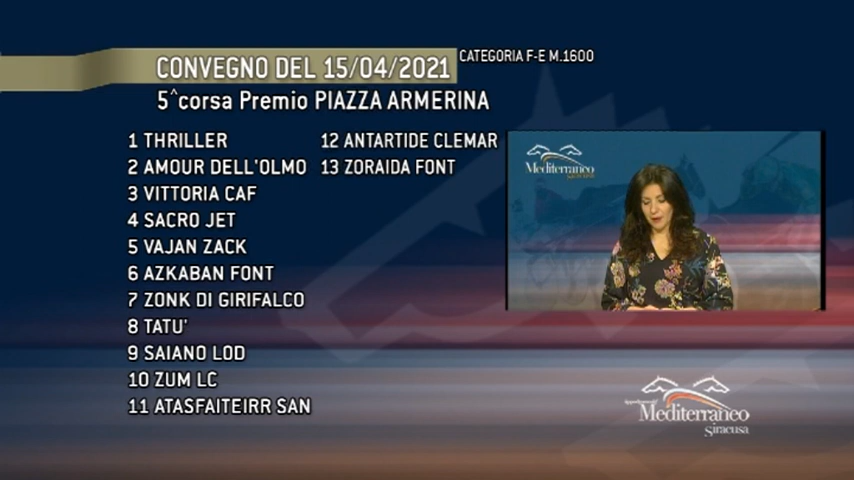 CONVEGNO DEL 15/04/2021
CATEGORIA F-E M.1600
5^corsa Premio PIAZZA ARMERINA
1 THRILLER
2 AMOUR DELL'OLMO
3 VITTORIA CAF
4 SACRO JET
5 VAJAN ZACK
6 AZKABAN FONT
7 ZONK DI GIRIFALCO
8 TATU'
9 SAIANO LOD
10 ZUM LC
11 ATASFAITEIRR SAN
12 ANTARTIDE CLEMAR
13 ZORAIDA FONT
Mediterraneo
Mediterraneo
Siracusa